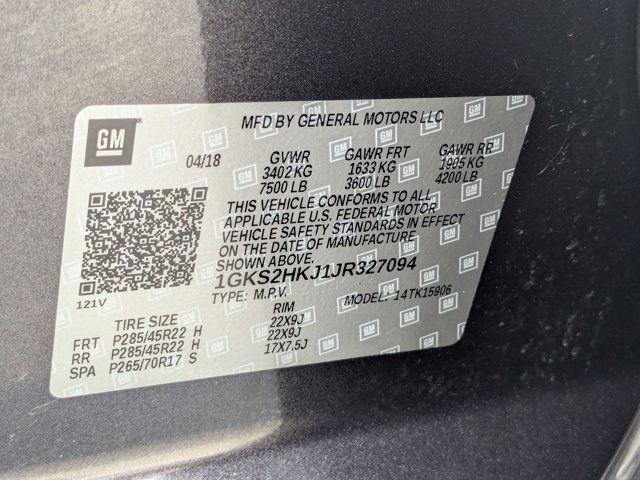 GM
MFD BY GENERAL MOTORS LLC
04/18 GVWR GAWR FRT GAWR RR
3402 KG 1633 KG 1905 KG
7500 LB 3600 LB 4200 LB
THIS VEHICLE CONFORMS TO ALL
APPLICABLE U.S. FEDERAL MOTOR
VEHICLE SAFETY STANDARDS IN EFFECT
ON THE DATE OF MANUFACTURE
SHOWN ABOVE.
1GKS2HKJ1JR327094
TYPE: M.P.V. MODEL: 14TK15906
121V
TIRE SIZE RIM
FRT P285/45R22 H 22X9J
RR P285/45R22 H 22X9J
SPA P265/70R17 S 17X7.5J